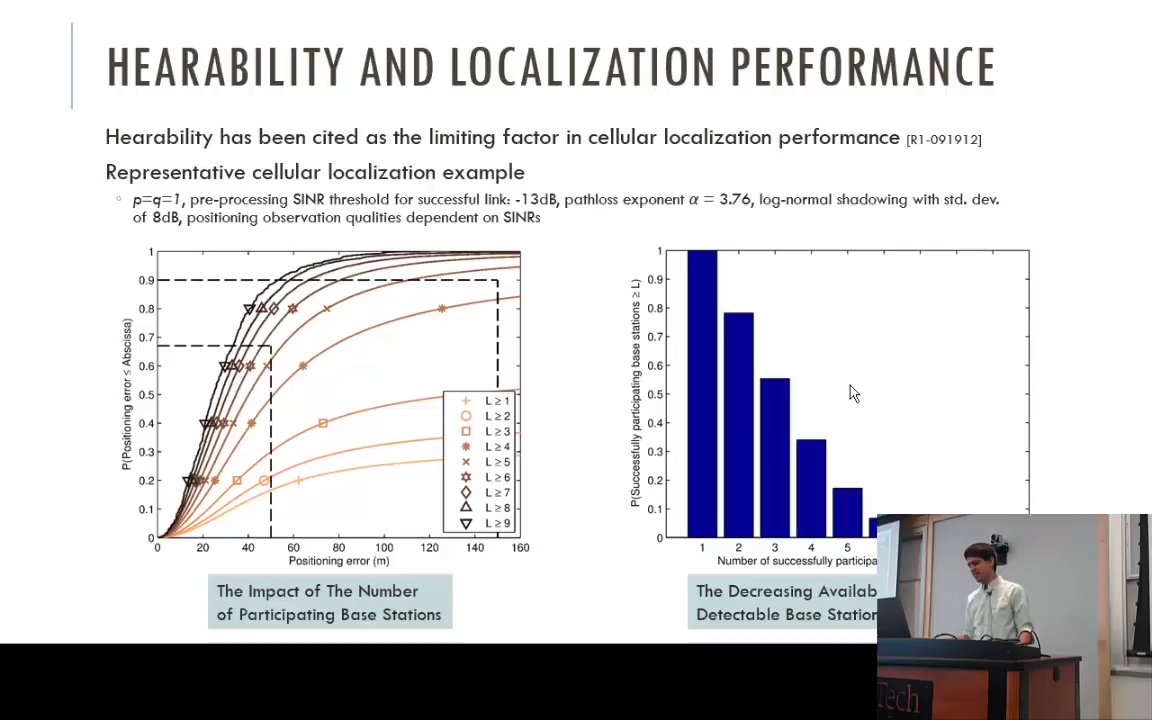 HEARABILITY AND LOCALIZATION PERFORMANCE
Hearability has been cited as the limiting factor in cellular localization performance [R1-091912]
Representative cellular localization example
p=q=1, pre-processing SINR threshold for successful link: -13dB, pathloss exponent α = 3.76, log-normal shadowing with std. dev.
of 8dB, positioning observation qualities dependent on SINRs
P(Positioning error ≤ Abscissa)
1
0.9
0.8
0.7
0.6
0.5
0.4
0.3
0.2
0.1
0
0 20 40 60 80 100 120 140 160
Positioning error (m)
L ≥ 1
L ≥ 2
L ≥ 3
L ≥ 4
L ≥ 5
L ≥ 6
L ≥ 7
L ≥ 8
L ≥ 9
The Impact of The Number
of Participating Base Stations
P(Successfully participating base stations ≥ L)
1
0.9
0.8
0.7
0.6
0.5
0.4
0.3
0.2
0.1
0
1 2 3 4 5
Number of successfully participa
The Decreasing Availab
Detectable Base Station
Tech